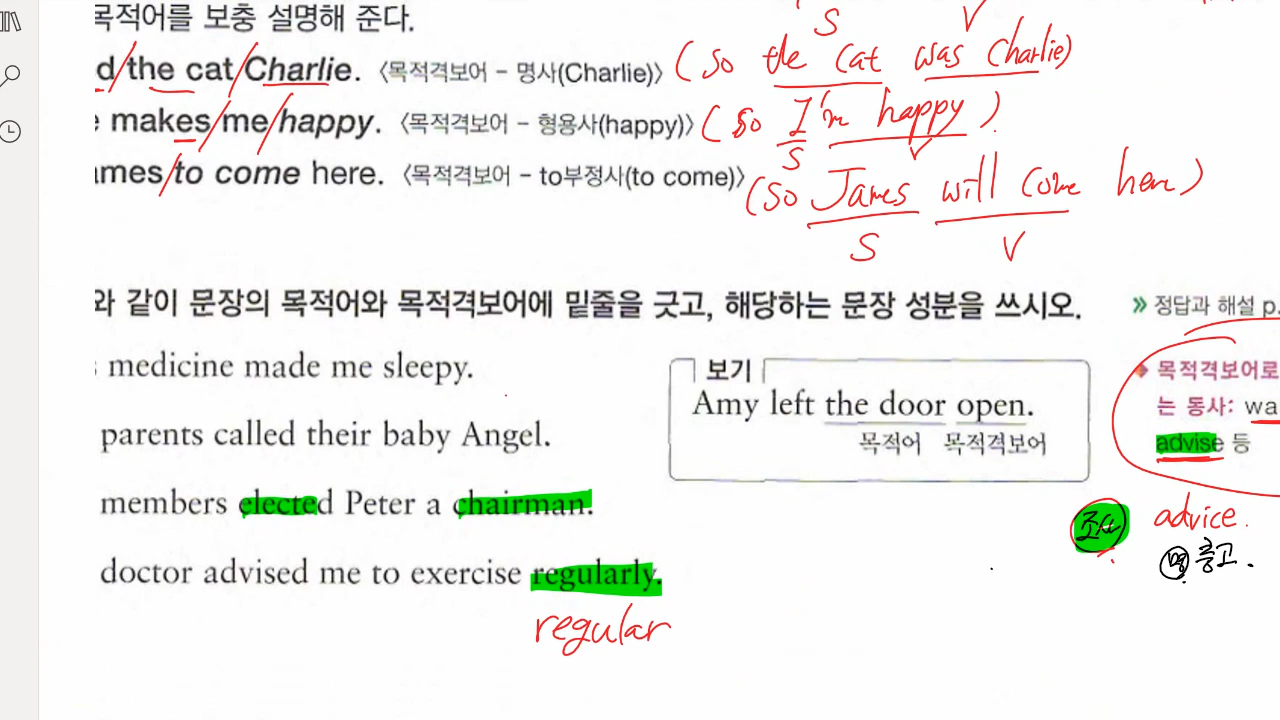 목적어를 보충 설명해 준다.
S V
d/the cat/Charlie. 〈목적격보어 – 명사(Charlie)〉 (so the cat was Charlie)
makes/me/happy. 〈목적격보어 – 형용사(happy)〉 (so I'm happy)
S V
ames/to come here. 〈목적격보어 – to부정사(to come)〉 (so James will come here)
S V
와 같이 문장의 목적어와 목적격보어에 밑줄을 긋고, 해당하는 문장 성분을 쓰시오.
» 정답과 해설 p.
medicine made me sleepy.
parents called their baby Angel.
members elected Peter a chairman.
doctor advised me to exercise regularly.
regular
보기
Amy left the door open.
목적어 목적격보어
목적격보어로
는 동사: wa
advise 등
조심 advice.
명 충고.